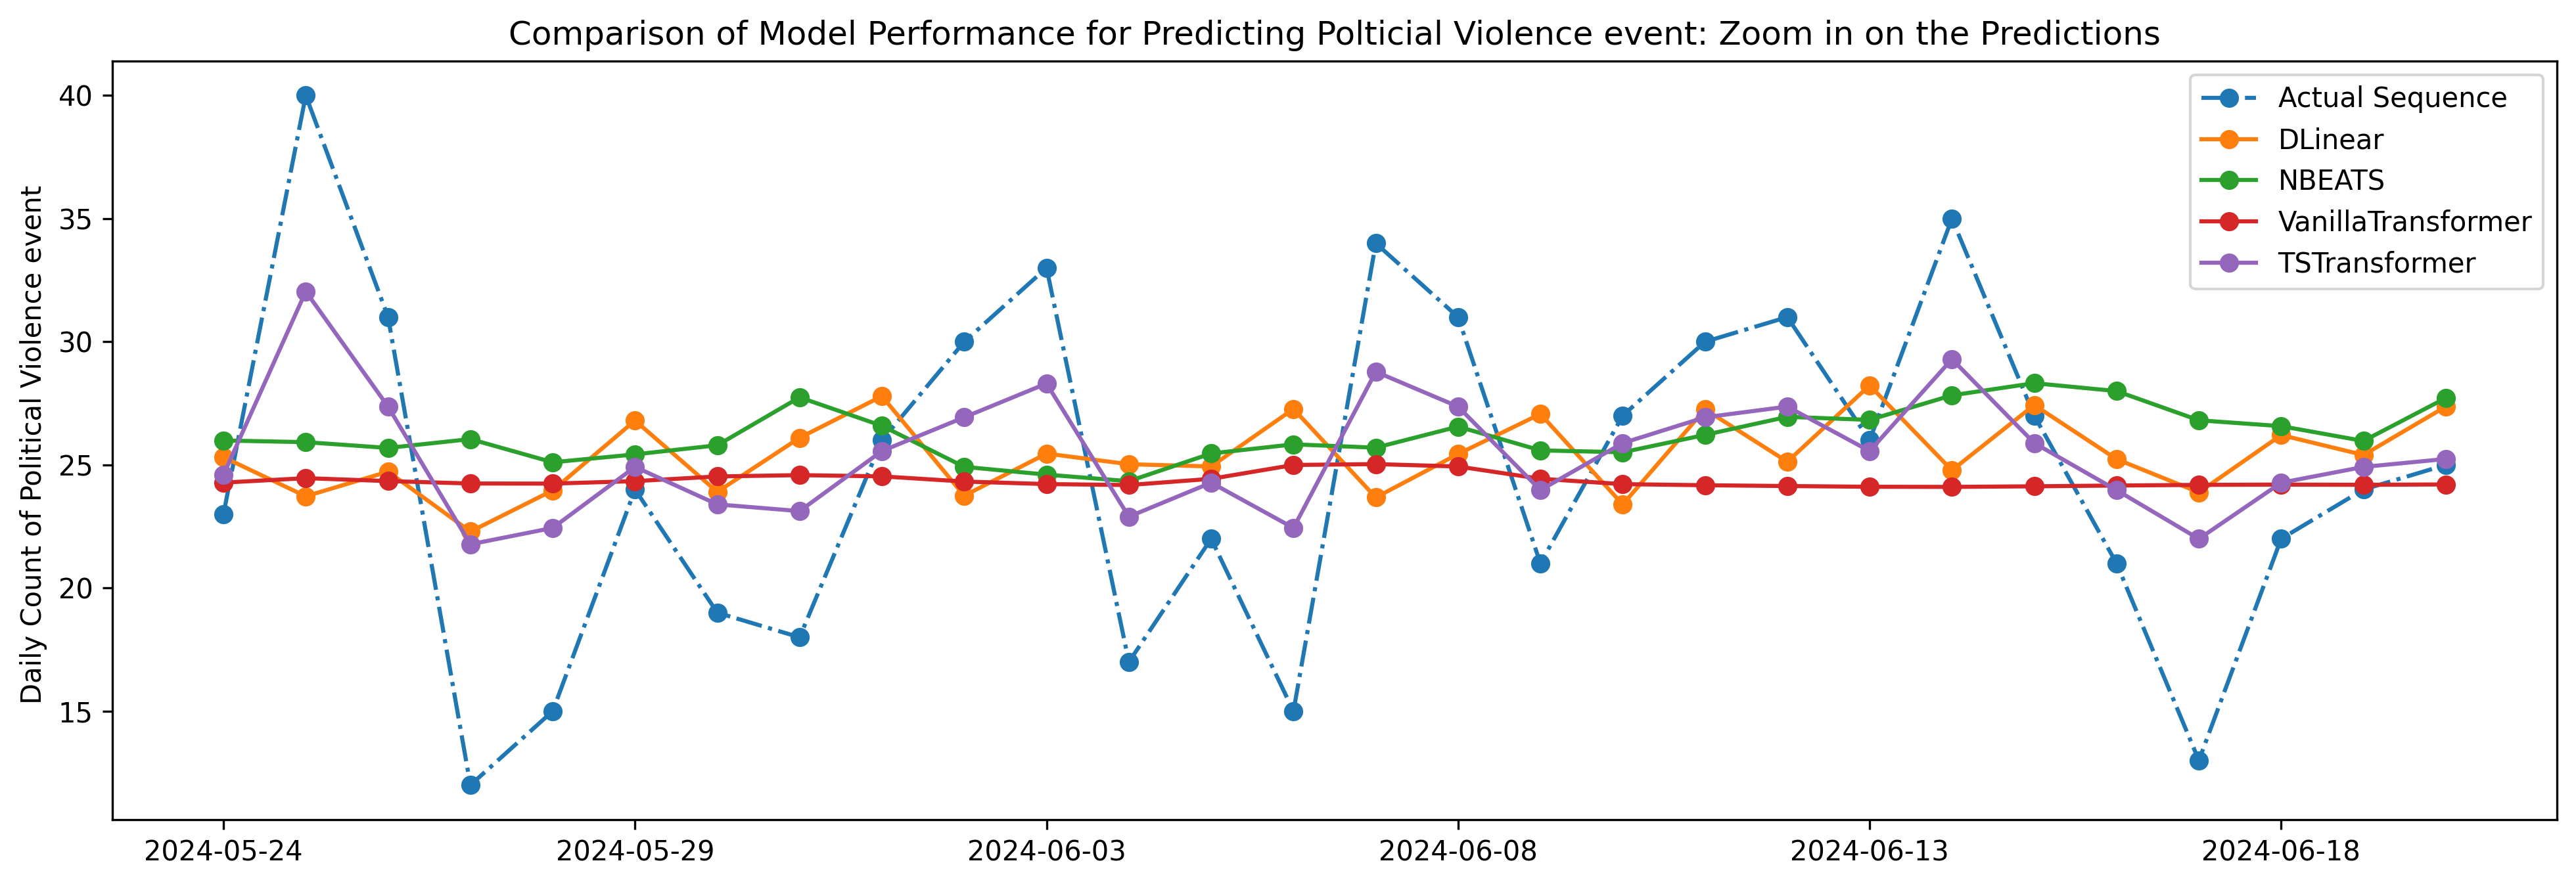 Comparison of Model Performance for Predicting Polticial Violence event: Zoom in on the Predictions
Daily Count of Political Violence event
40
35
30
25
20
15
Actual Sequence
DLinear
NBEATS
VanillaTransformer
TSTransformer
2024-05-24
2024-05-29
2024-06-03
2024-06-08
2024-06-13
2024-06-18